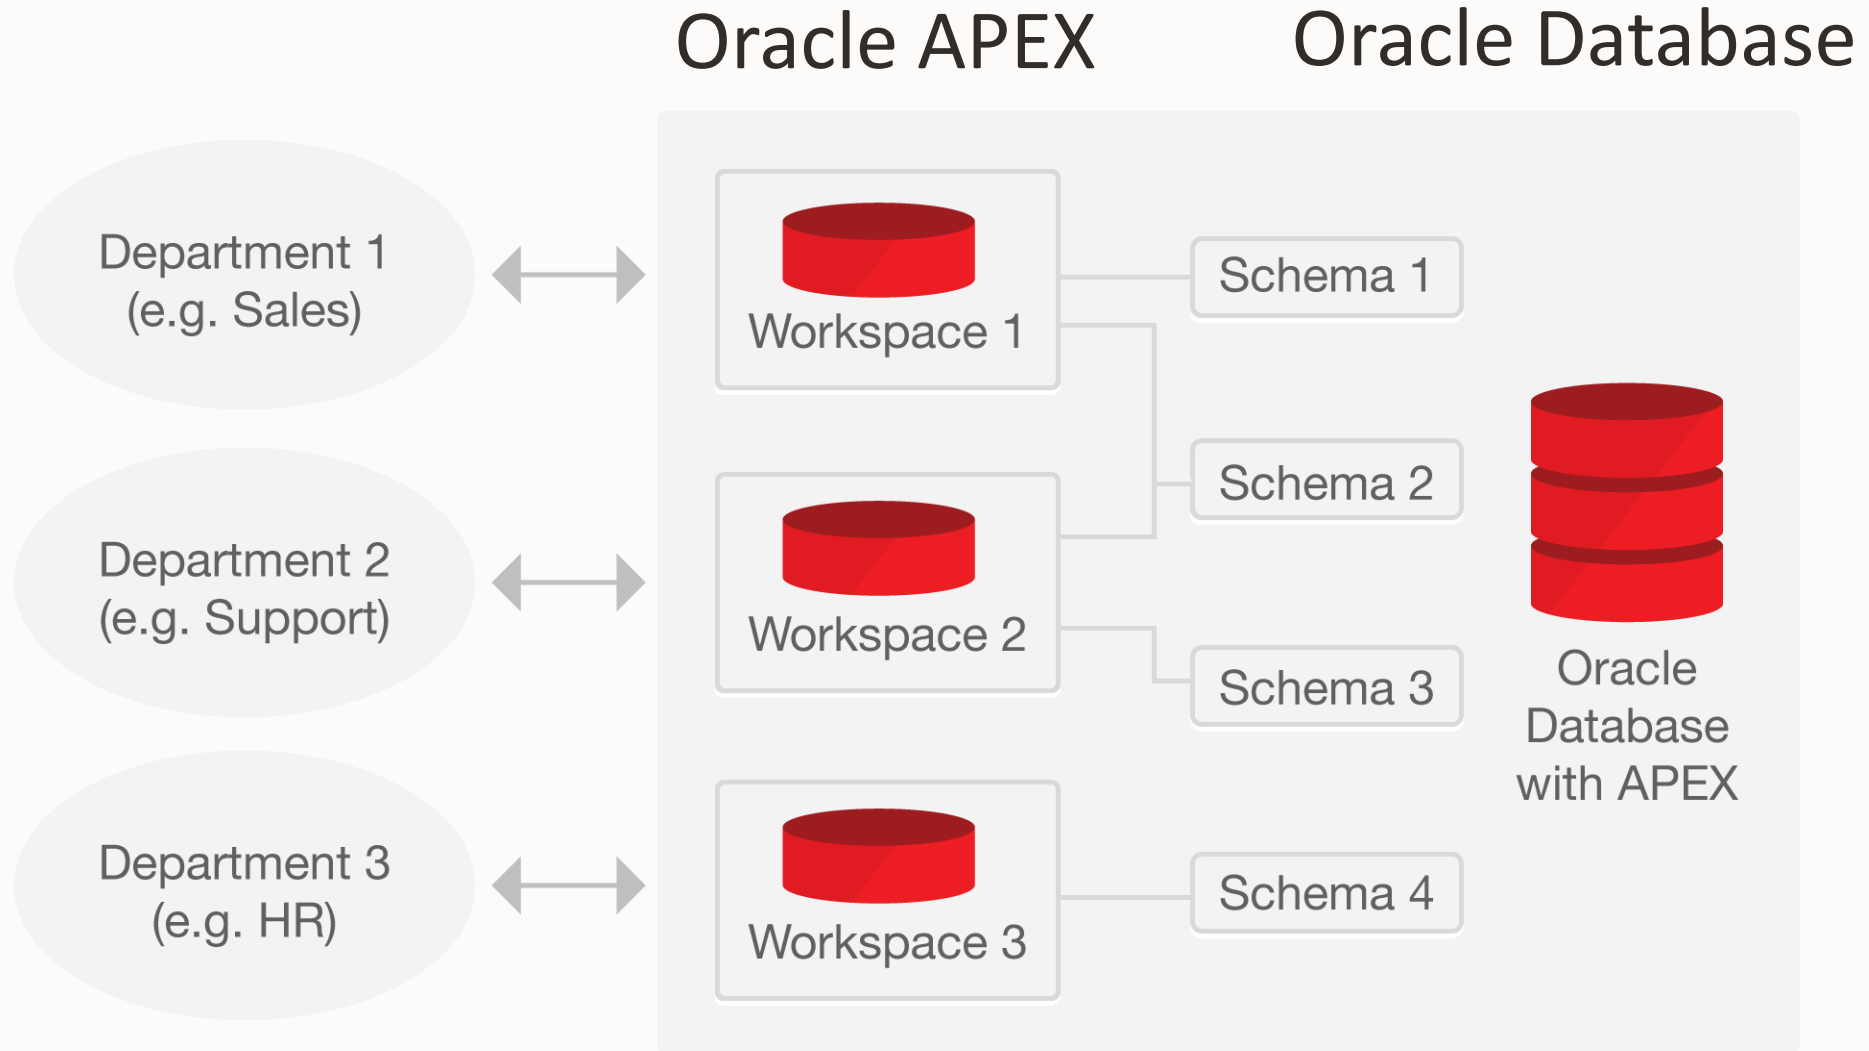 Oracle APEX
Oracle Database
Department 1
(e.g. Sales)
Workspace 1
Schema 1
Department 2
(e.g. Support)
Workspace 2
Schema 2
Schema 3
Department 3
(e.g. HR)
Workspace 3
Schema 4
Oracle
Database
with APEX